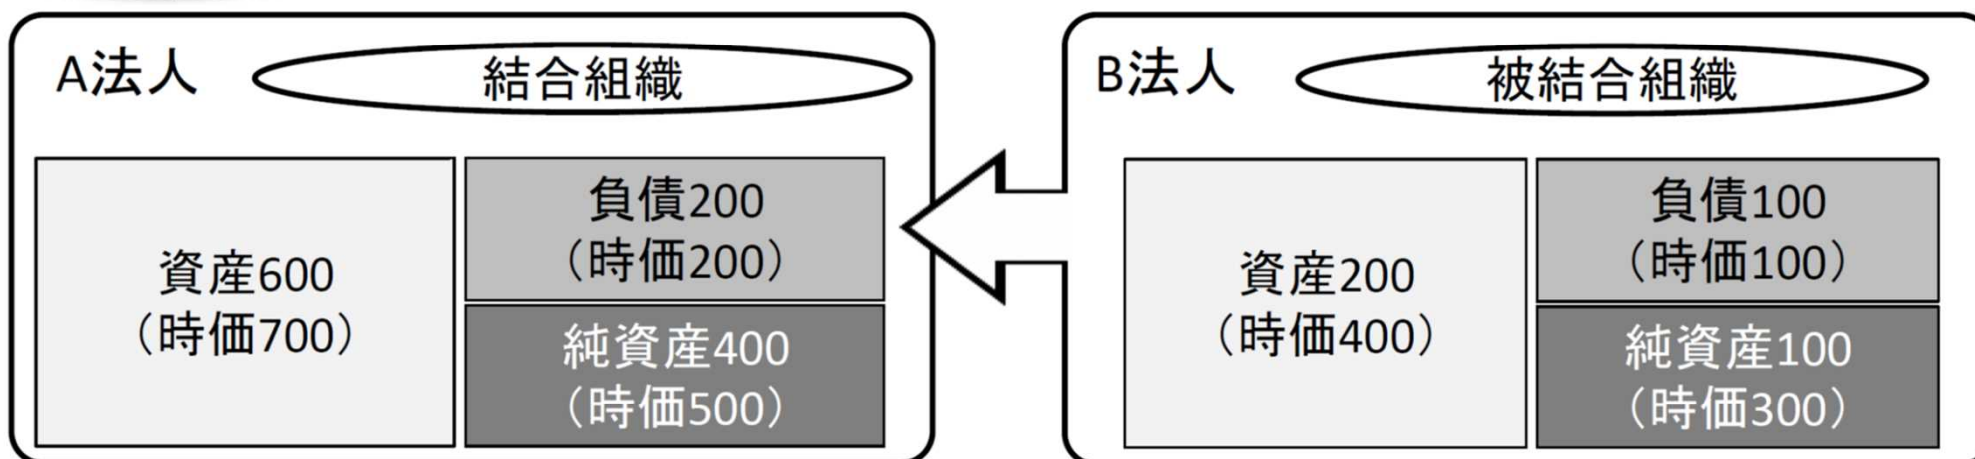 A法人
結合組織
資産600
（時価700）
負債200
（時価200）
純資産400
（時価500）
B法人
被結合組織
資産200
（時価400）
負債100
（時価100）
純資産100
（時価300）